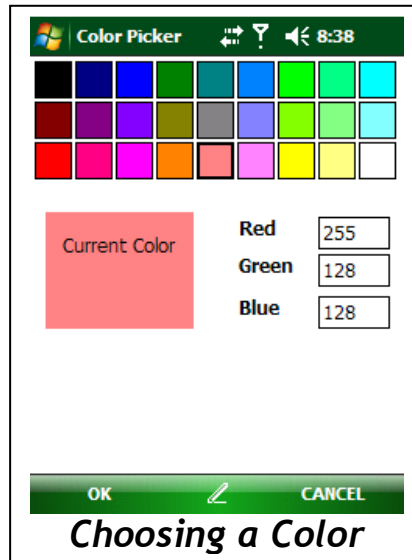 Color Picker 8:38
Current Color
Red 255
Green 128
Blue 128
OK CANCEL
Choosing a Color